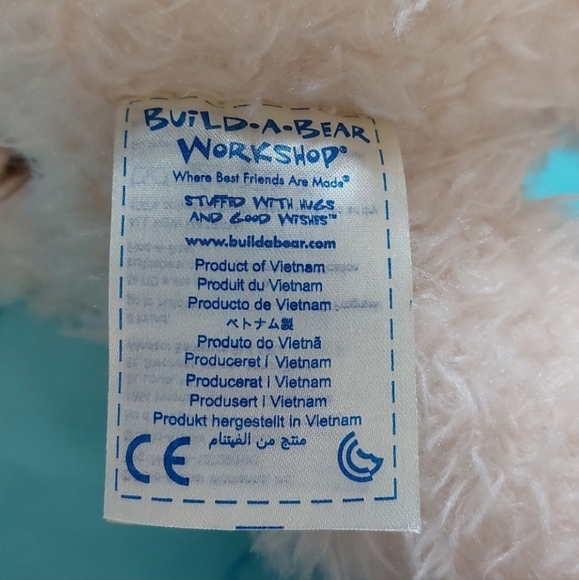 BUILD-A-BEAR
WORKSHOP®
Where Best Friends Are Made®
STUFFED WITH HUGS
AND GOOD WISHES™
www.buildabear.com
Product of Vietnam
Produit du Vietnam
Producto de Vietnam
ベトナム製
Produto do Vietnã
Produceret i Vietnam
Producerat i Vietnam
Produsert i Vietnam
Produkt hergestellt in Vietnam
منتج من الفيتنام
CE